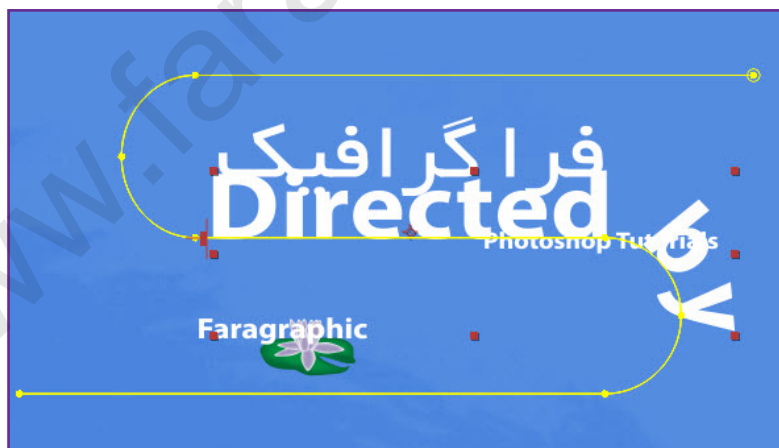 فراگرافیک
Directed by
Photoshop Tutorials
Faragraphic